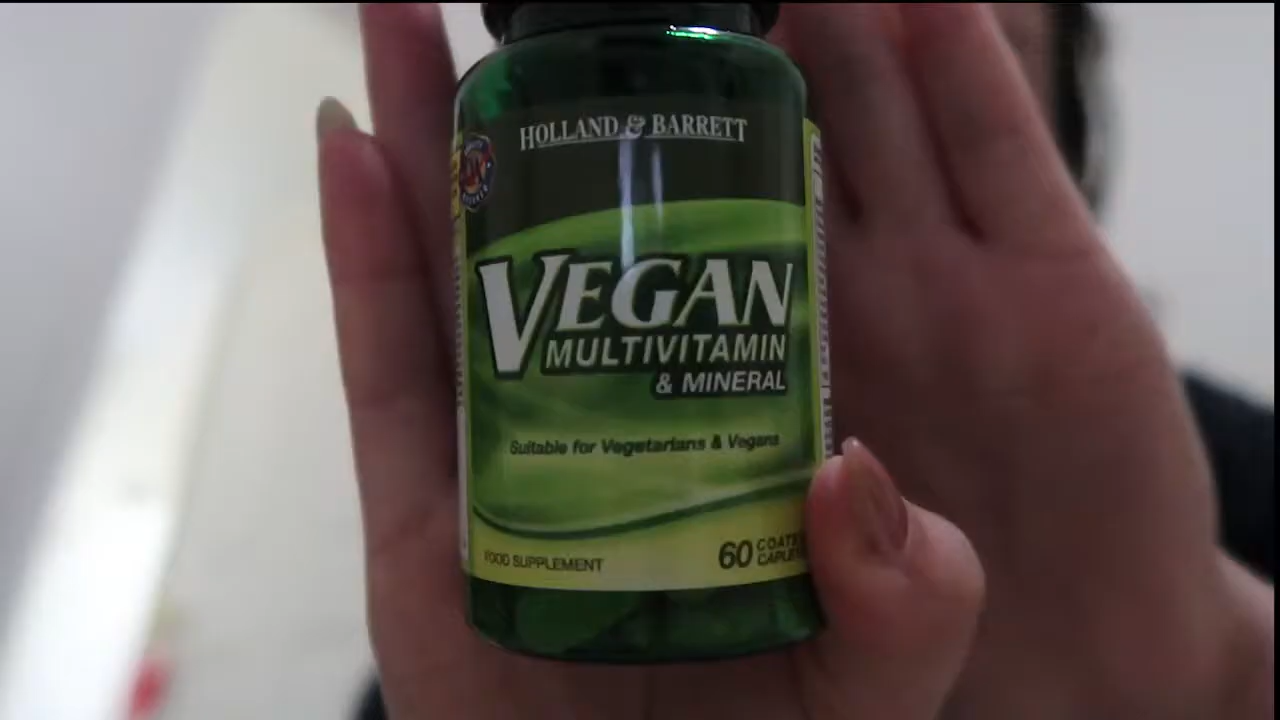 HOLLAND & BARRETT
VEGAN
MULTIVITAMIN
& MINERAL
Suitable for Vegetarians & Vegans
FOOD SUPPLEMENT
60